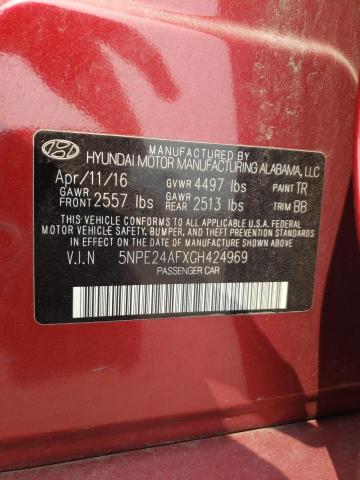 MANUFACTURED BY
HYUNDAI MOTOR MANUFACTURING ALABAMA, LLC
Apr/11/16 GVWR 4497 lbs PAINT TR
GAWR FRONT 2557 lbs GAWR REAR 2513 lbs TRIM BB
THIS VEHICLE CONFORMS TO ALL APPLICABLE U.S.A. FEDERAL
MOTOR VEHICLE SAFETY, BUMPER, AND THEFT PREVENTION STANDARDS
IN EFFECT ON THE DATE OF MANUFACTURE SHOWN ABOVE.
V.I.N 5NPE24AFXGH424969
PASSENGER CAR